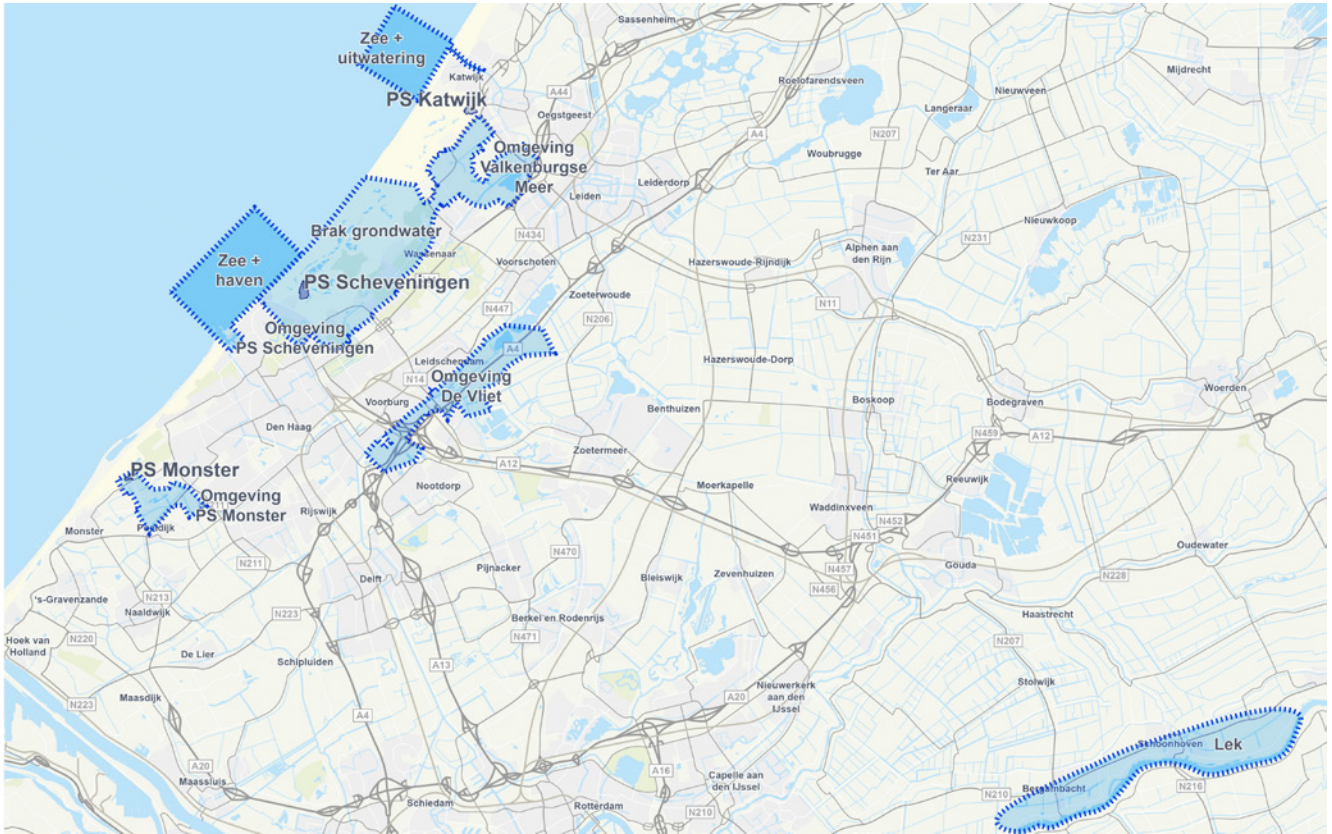 Sassenheim
Zee +
uitwatering
Katwijk
Mijdrecht
Roelofarendsveen
Nieuwveen
A44
PS Katwijk
Langeraar
Oegstgeest
A4
N207
Omgeving
Valkenburgse
Meer
Woubrugge
Ter Aar
Leiderdorp
Leiden
Nieuwkoop
Brak grondwater
N434
N231
Alphen aan
den Rijn
Zee +
haven
Wassenaar
Voorschoten
Hazerswoude-Rijndijk
PS Scheveningen
Zoeterwoude
N447
N11
N206
Omgeving
PS Scheveningen
A4
Leidschendam
Hazerswoude-Dorp
N14
Omgeving
De Vliet
Woerden
Voorburg
Boskoop
Bodegraven
Benthuizen
Den Haag
N459
A12
Zoetermeer
A12
PS Monster
Nootdorp
Reeuwijk
Moerkapelle
Omgeving
PS Monster
Rijswijk
Waddinxveen
N452
Monster
Poeldijk
N451
Oudewater
N470
N211
Pijnacker
Gouda
Delft
Bleiswijk
Zevenhuizen
N457
N228
N456
's-Gravenzande
N213
Naaldwijk
N223
Berkel en Rodenrijs
Haastrecht
Hoek van
Holland
N220
N471
N207
De Lier
Schipluiden
A13
Stolwijk
Nieuwerkerk
aan den
IJssel
Maasdijk
A20
N223
A4
Schoonhoven
Lek
A20
A16
Capelle aan
den IJssel
Maassluis
Bergambacht
N216
N210
Schiedam
Rotterdam
N210